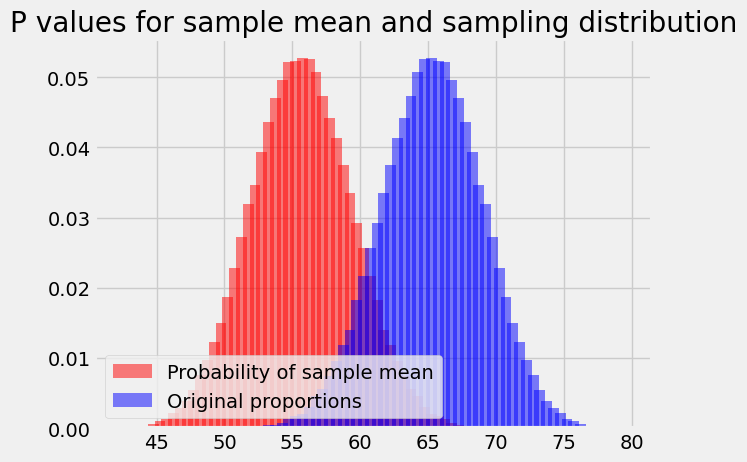 P values for sample mean and sampling distribution
0.05
0.04
0.03
0.02
0.01
0.00
Probability of sample mean
Original proportions
45 50 55 60 65 70 75 80